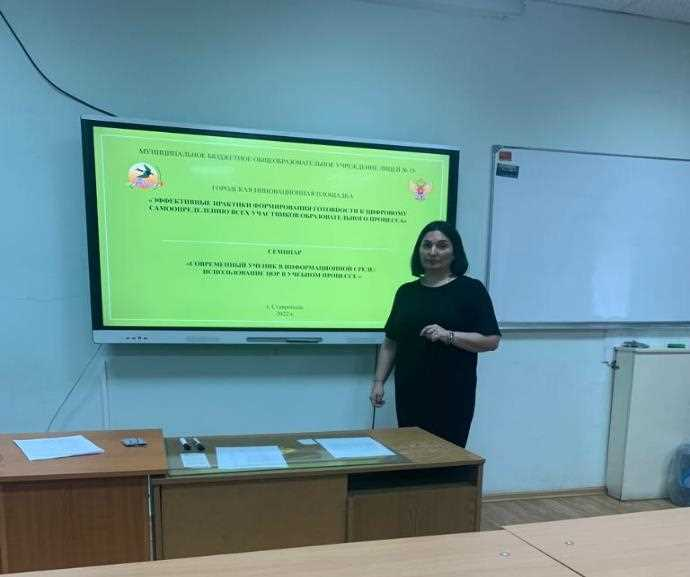 МУНИЦИПАЛЬНОЕ БЮДЖЕТНОЕ ОБЩЕОБРАЗОВАТЕЛЬНОЕ УЧРЕЖДЕНИЕ ЛИЦЕЙ №
ГОРОДСКАЯ ИННОВАЦИОННАЯ ПЛОЩАДКА
«ЭФФЕКТИВНЫЕ ПРАКТИКИ ФОРМИРОВАНИЯ ГОТОВНОСТИ К ЦИФРОВОМУ
САМООПРЕДЕЛЕНИЮ ВСЕХ УЧАСТНИКОВ ОБРАЗОВАТЕЛЬНОГО ПРОЦЕССА»
СЕМИНАР
«СОВРЕМЕННЫЙ УЧЕНИК В ИНФОРМАЦИОННОЙ СРЕДЕ:
ИСПОЛЬЗОВАНИЕ ЦОР В УЧЕБНОМ ПРОЦЕССЕ»
г. Ставрополь
2022 г.